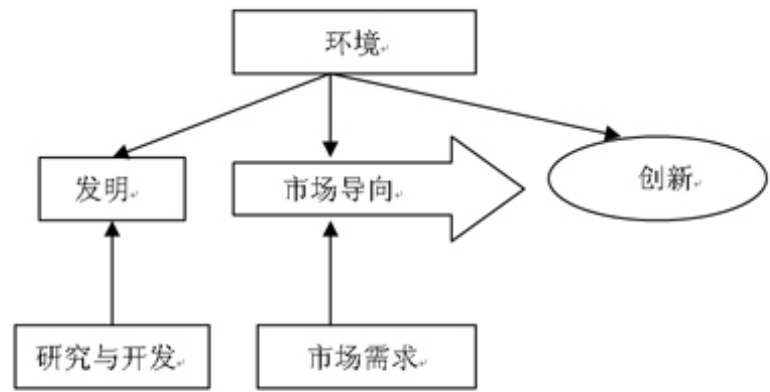 环境
发明
市场导向
创新
研究与开发
市场需求